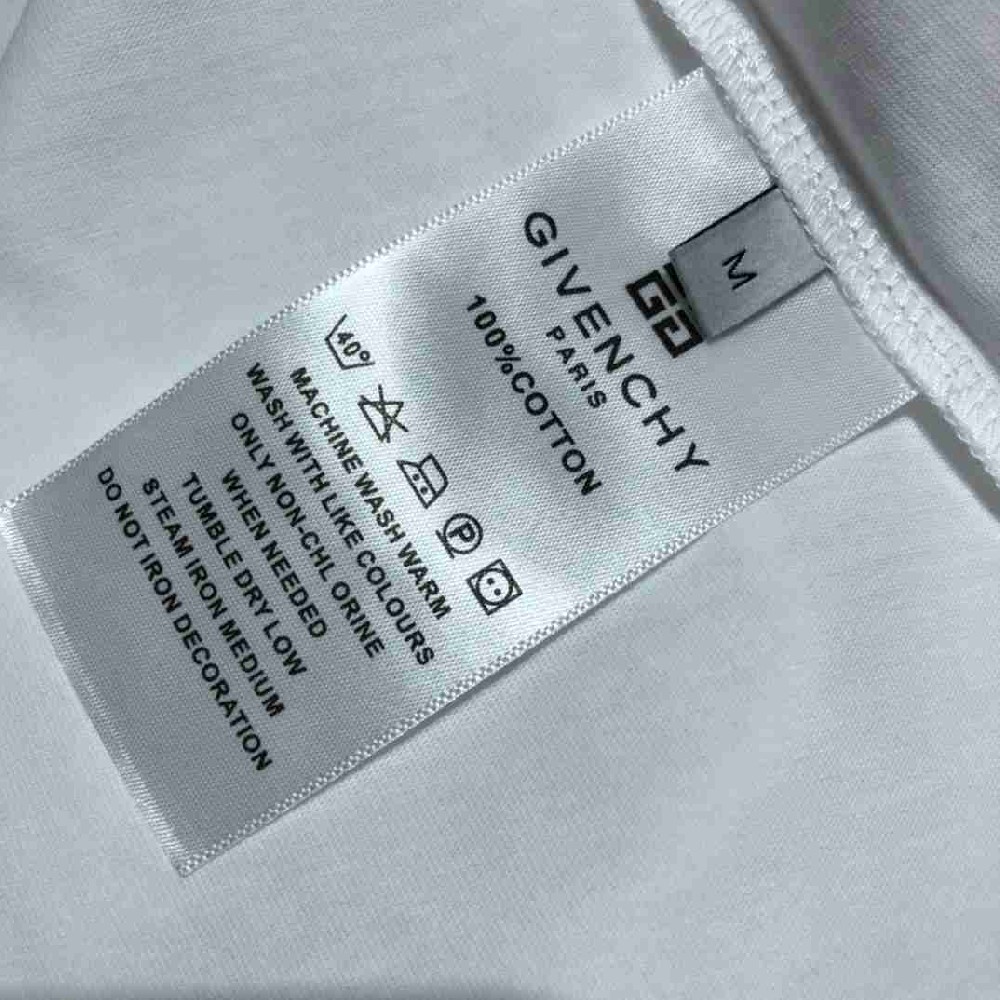 M
GIVENCHY
PARIS
100%COTTON
40°
P
MACHINE WASH WARM
WASH WITH LIKE COLOURS
ONLY NON-CHL ORINE
WHEN NEEDED
TUMBLE DRY LOW
STEAM IRON MEDIUM
DO NOT IRON DECORATION